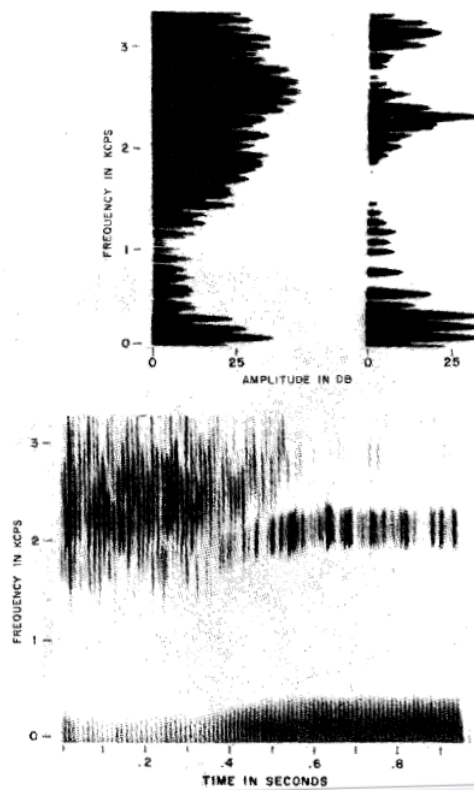 FREQUENCY IN KCPS
3
2
1
0
0 25
0 25
AMPLITUDE IN DB
FREQUENCY IN KCPS
3
2
1
0
.2 .4 .6 .8 1
TIME IN SECONDS